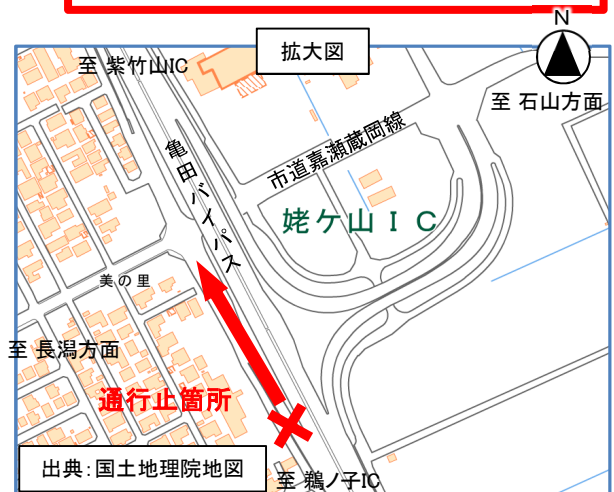 N
拡大図
至 紫竹山IC
至 石山方面
市道嘉瀬蔵岡線
亀田バイパス
姥ケ山IC
美の里
至 長潟方面
通行止箇所
出典:国土地理院地図
至 鵜ノ子IC